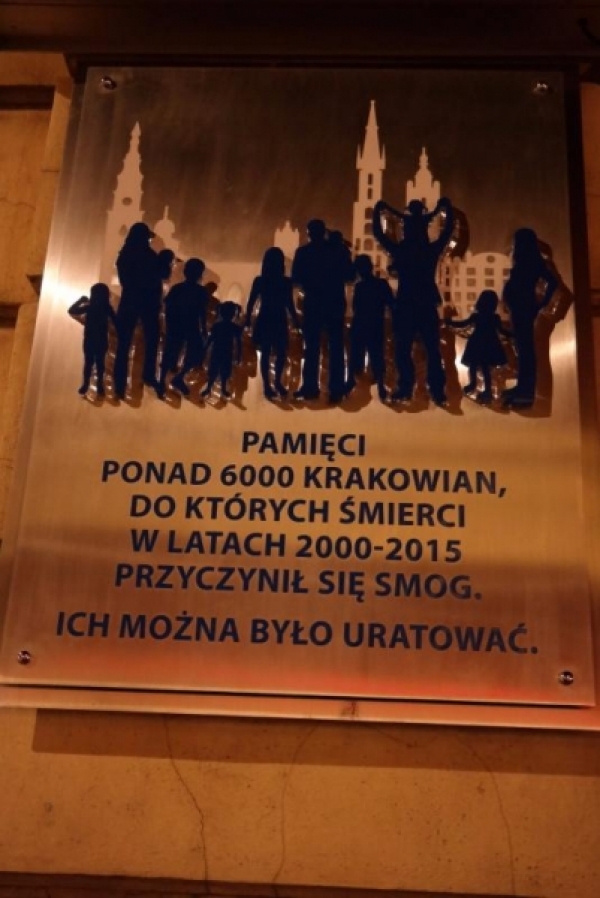 PAMIĘCI
PONAD 6000 KRAKOWIAN,
DO KTÓRYCH ŚMIERCI
W LATACH 2000-2015
PRZYCZYNIŁ SIĘ SMOG.
ICH MOŻNA BYŁO URATOWAĆ.